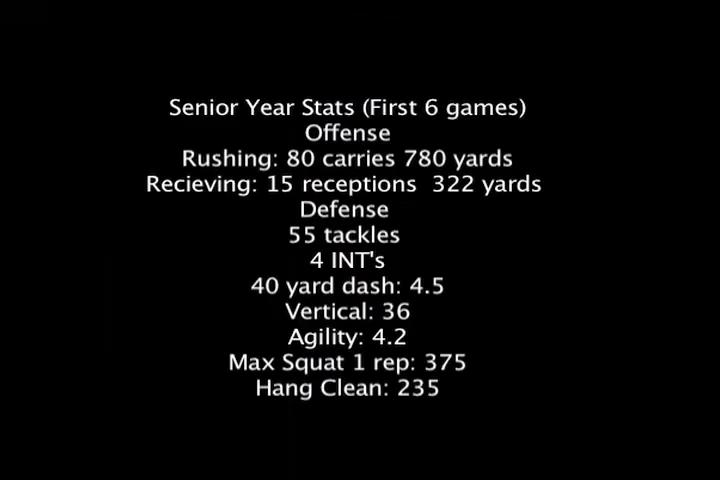 Senior Year Stats (First 6 games)
Offense
Rushing: 80 carries 780 yards
Recieving: 15 receptions  322 yards
Defense
55 tackles
4 INT's
40 yard dash: 4.5
Vertical: 36
Agility: 4.2
Max Squat 1 rep: 375
Hang Clean: 235